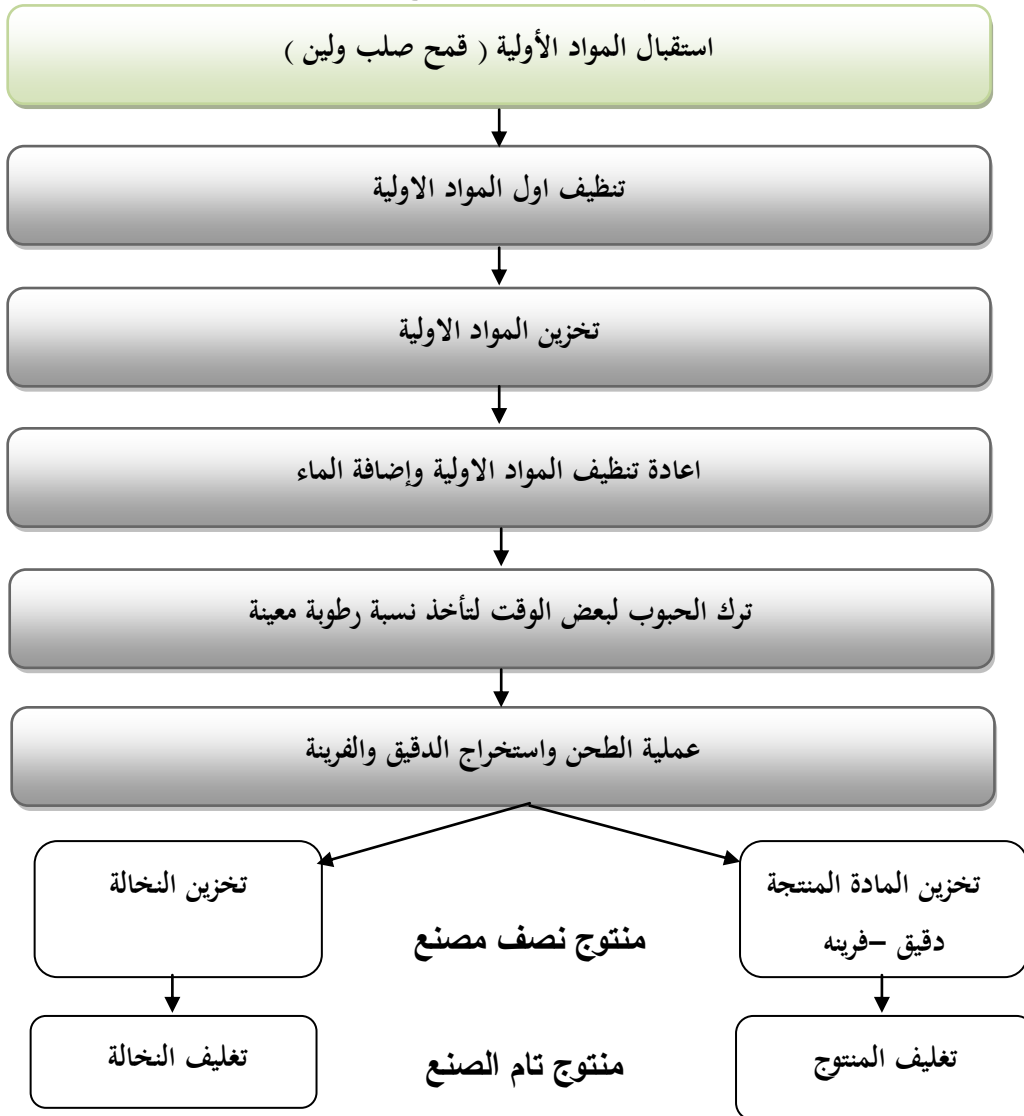 استقبال المواد الأولية ( قمح صلب ولين )
تنظيف اول المواد الاولية
تخزين المواد الاولية
اعادة تنظيف المواد الاولية وإضافة الماء
ترك الحبوب لبعض الوقت لتأخذ نسبة رطوبة معينة
عملية الطحن واستخراج الدقيق والفرينة
تخزين المادة المنتجة
دقيق –فرينه
منتوج نصف مصنع
تخزين النخالة
تغليف المنتوج
منتوج تام الصنع
تغليف النخالة